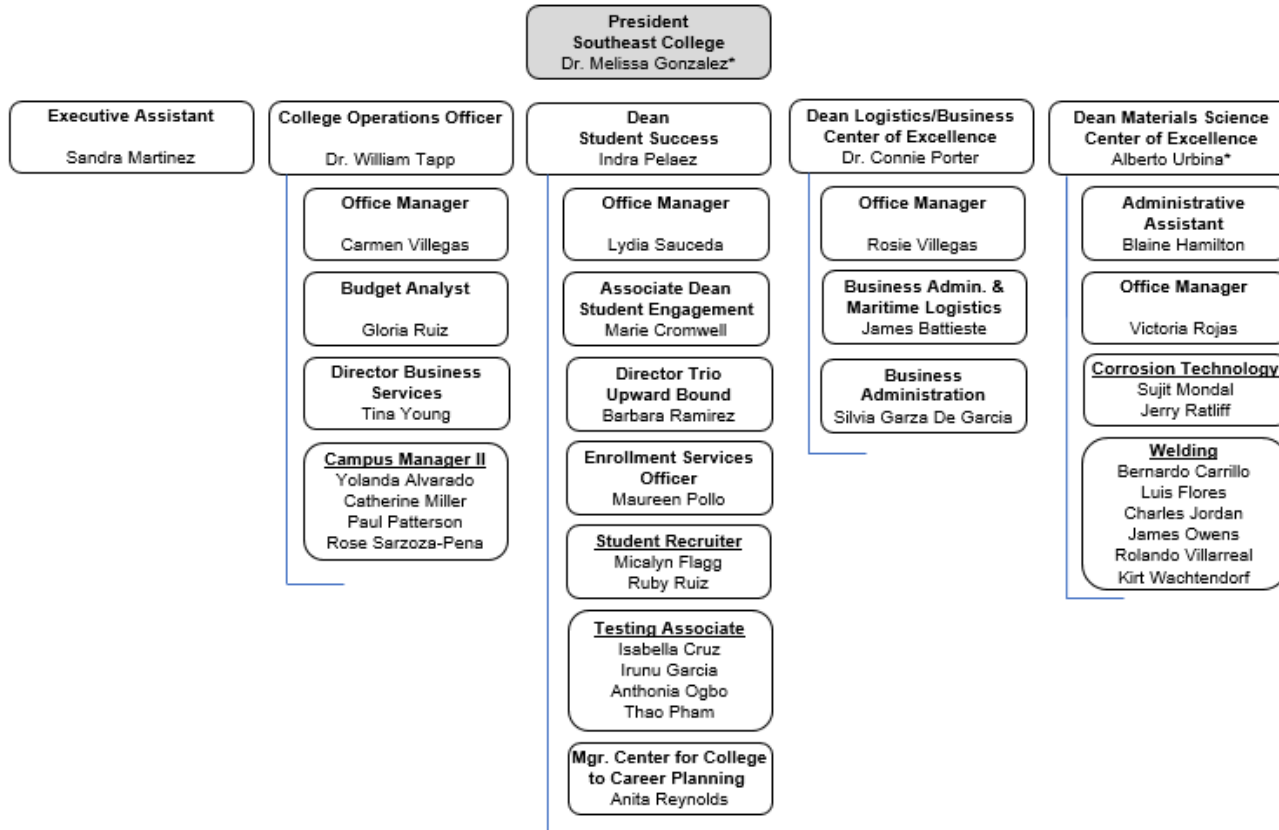 President
Southeast College
Dr. Melissa Gonzalez*
Executive Assistant
Sandra Martinez
College Operations Officer
Dr. William Tapp
Office Manager
Carmen Villegas
Budget Analyst
Gloria Ruiz
Director Business
Services
Tina Young
Campus Manager II
Yolanda Alvarado
Catherine Miller
Paul Patterson
Rose Sarzoza-Pena
Dean
Student Success
Indra Pelaez
Office Manager
Lydia Sauceda
Associate Dean
Student Engagement
Marie Cromwell
Director Trio
Upward Bound
Barbara Ramirez
Enrollment Services
Officer
Maureen Pollo
Student Recruiter
Micalyn Flagg
Ruby Ruiz
Testing Associate
Isabella Cruz
Irunu Garcia
Anthonia Ogbo
Thao Pham
Mgr. Center for College
to Career Planning
Anita Reynolds
Dean Logistics/Business
Center of Excellence
Dr. Connie Porter
Office Manager
Rosie Villegas
Business Admin. &
Maritime Logistics
James Battieste
Business
Administration
Silvia Garza De Garcia
Dean Materials Science
Center of Excellence
Alberto Urbina*
Administrative
Assistant
Blaine Hamilton
Office Manager
Victoria Rojas
Corrosion Technology
Sujit Mondal
Jerry Ratliff
Welding
Bernardo Carrillo
Luis Flores
Charles Jordan
James Owens
Rolando Villarreal
Kirt Wachtendorf